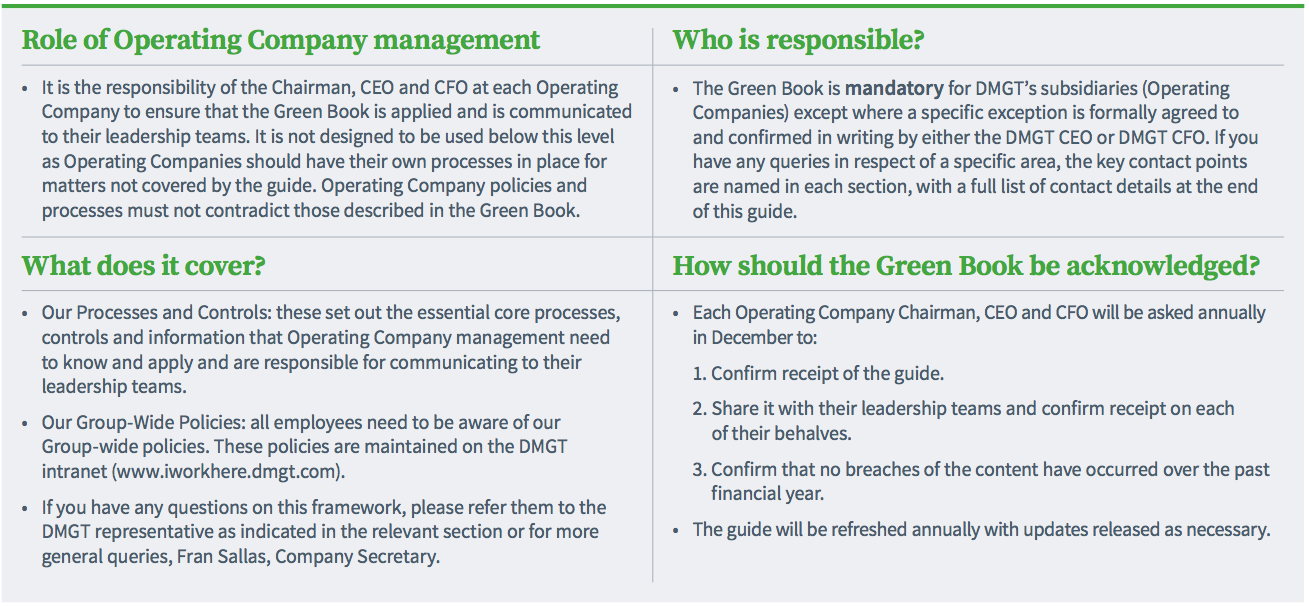 Role of Operating Company management
• It is the responsibility of the Chairman, CEO and CFO at each Operating
Company to ensure that the Green Book is applied and is communicated
to their leadership teams. It is not designed to be used below this level
as Operating Companies should have their own processes in place for
matters not covered by the guide. Operating Company policies and
processes must not contradict those described in the Green Book.
Who is responsible?
• The Green Book is mandatory for DMGT’s subsidiaries (Operating
Companies) except where a specific exception is formally agreed to
and confirmed in writing by either the DMGT CEO or DMGT CFO. If you
have any queries in respect of a specific area, the key contact points
are named in each section, with a full list of contact details at the end
of this guide.
What does it cover?
• Our Processes and Controls: these set out the essential core processes,
controls and information that Operating Company management need
to know and apply and are responsible for communicating to their
leadership teams.
• Our Group-Wide Policies: all employees need to be aware of our
Group-wide policies. These policies are maintained on the DMGT
intranet (www.iworkhere.dmgt.com).
• If you have any questions on this framework, please refer them to the
DMGT representative as indicated in the relevant section or for more
general queries, Fran Sallas, Company Secretary.
How should the Green Book be acknowledged?
• Each Operating Company Chairman, CEO and CFO will be asked annually
in December to:
1. Confirm receipt of the guide.
2. Share it with their leadership teams and confirm receipt on each
of their behalves.
3. Confirm that no breaches of the content have occurred over the past
financial year.
• The guide will be refreshed annually with updates released as necessary.